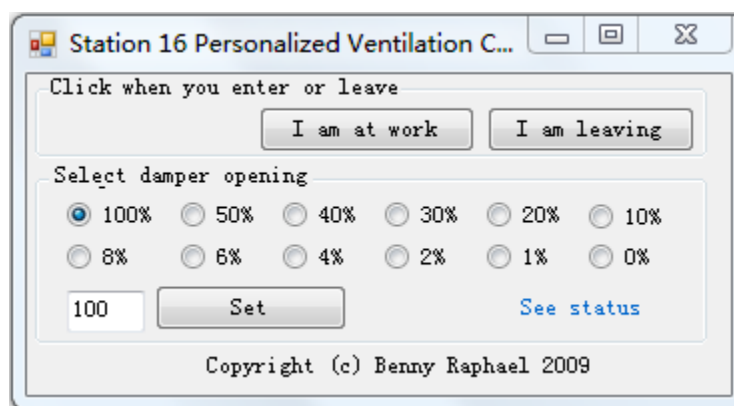 Station 16 Personalized Ventilation C...
Click when you enter or leave
I am at work I am leaving
Select damper opening
100% 50% 40% 30% 20% 10%
8% 6% 4% 2% 1% 0%
100 Set See status
Copyright (c) Benny Raphael 2009